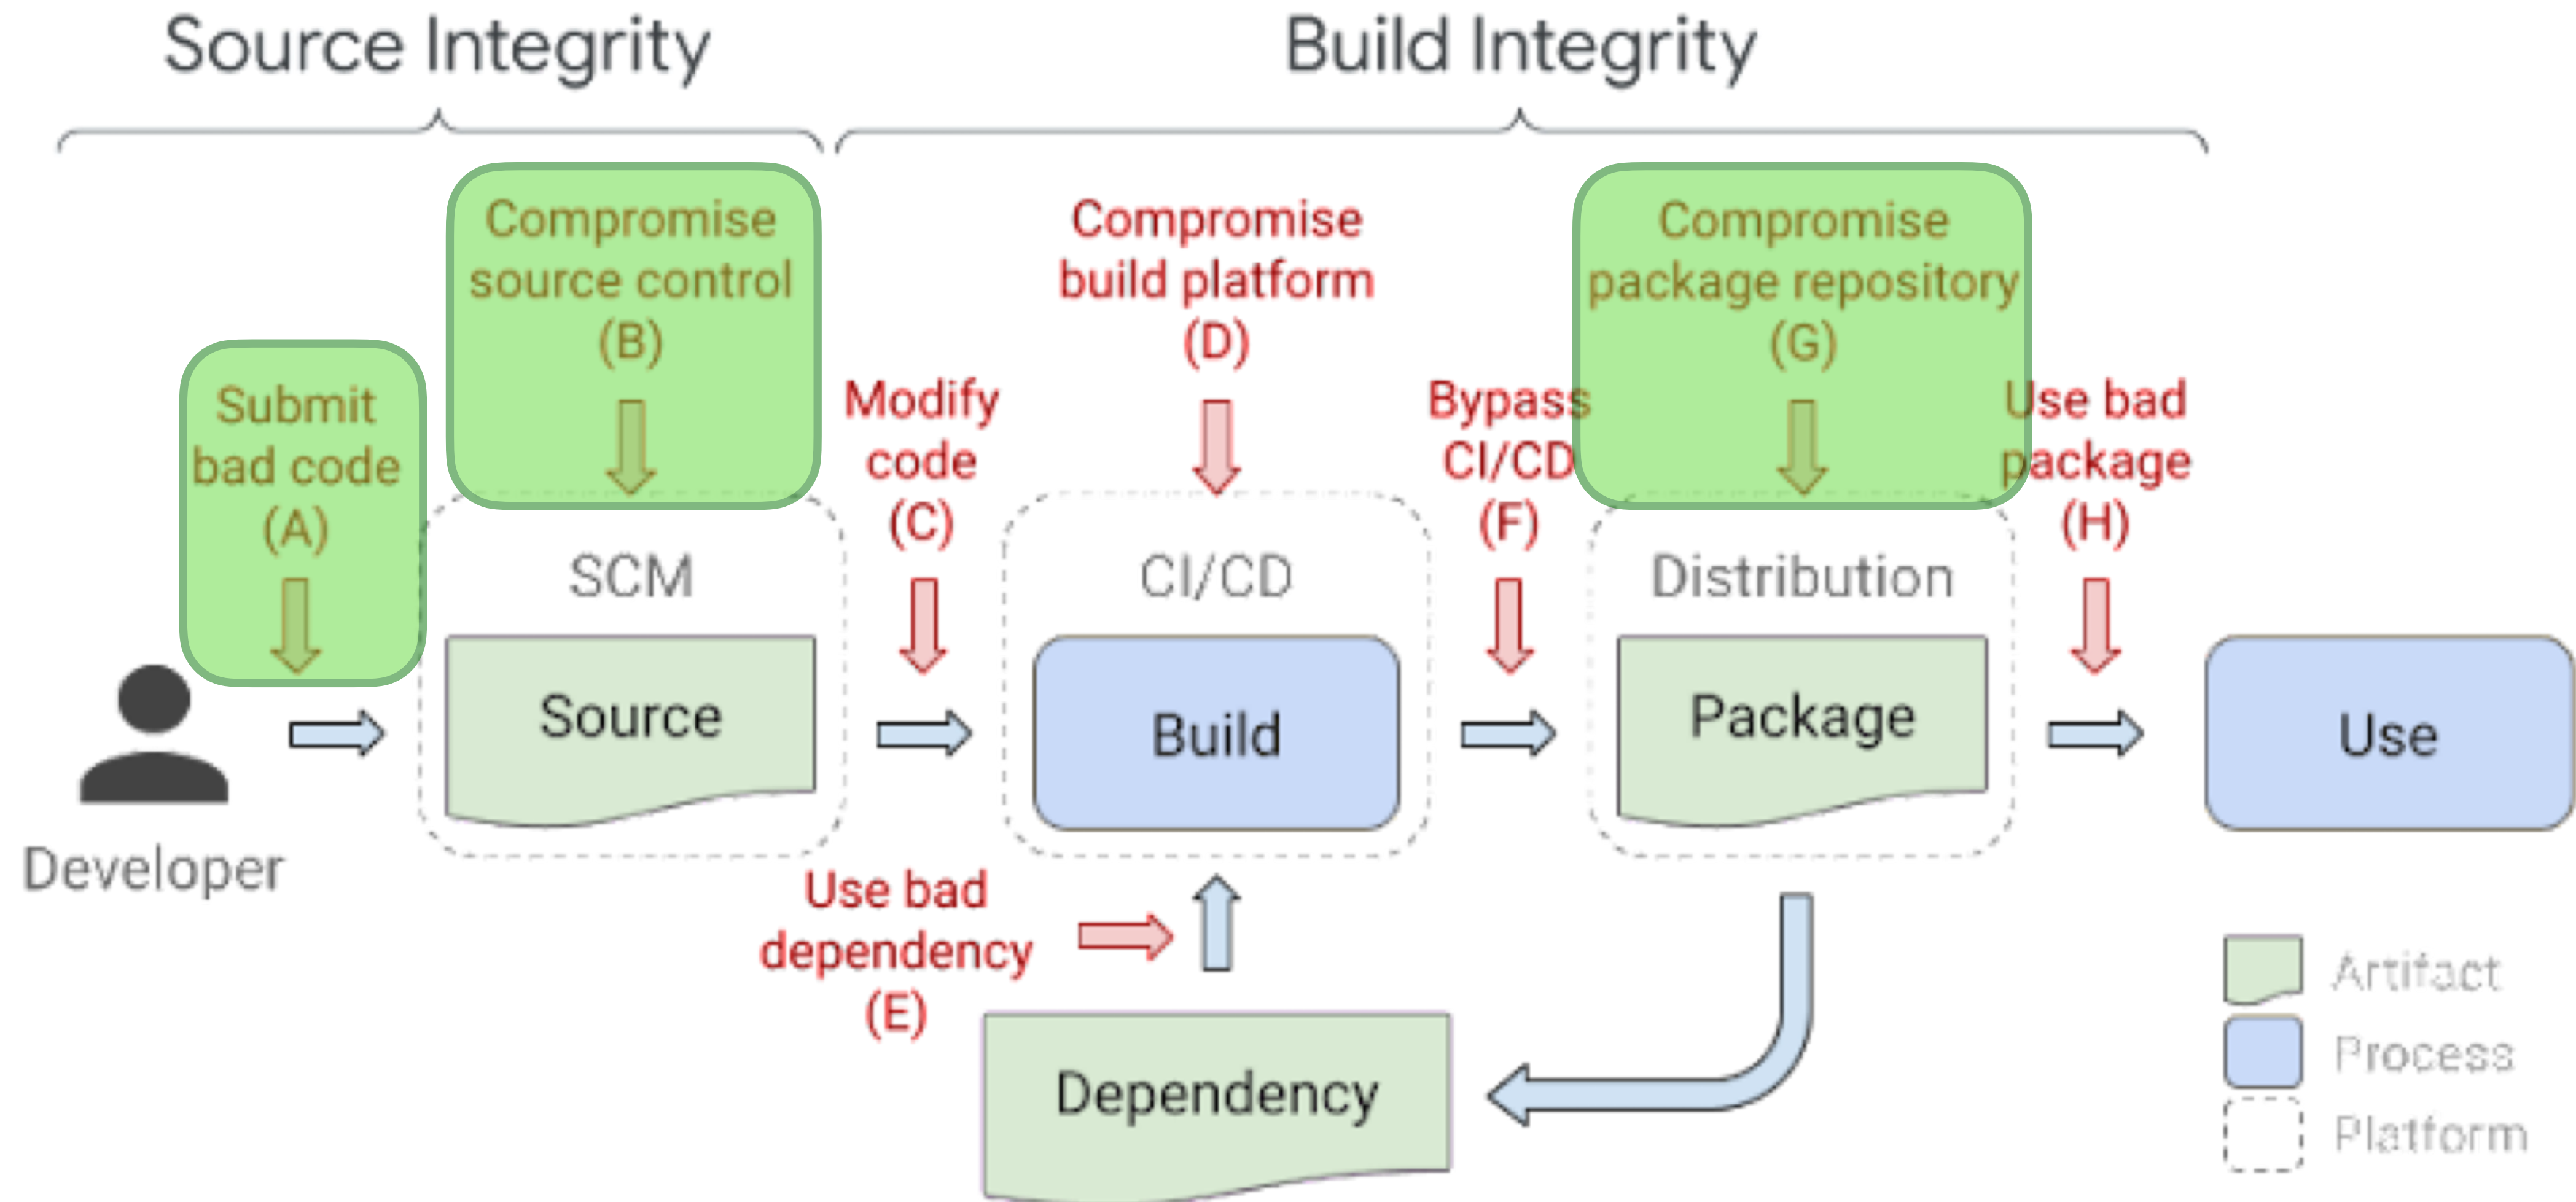 Source Integrity
Build Integrity
Submit
bad code
(A)
Compromise
source control
(B)
Modify
code
(C)
Compromise
build platform
(D)
Bypass
CI/CD
(F)
Compromise
package repository
(G)
Use bad
package
(H)
SCM
CI/CD
Distribution
Source
Build
Package
Use
Developer
Use bad
dependency
(E)
Dependency
Artifact
Process
Platform